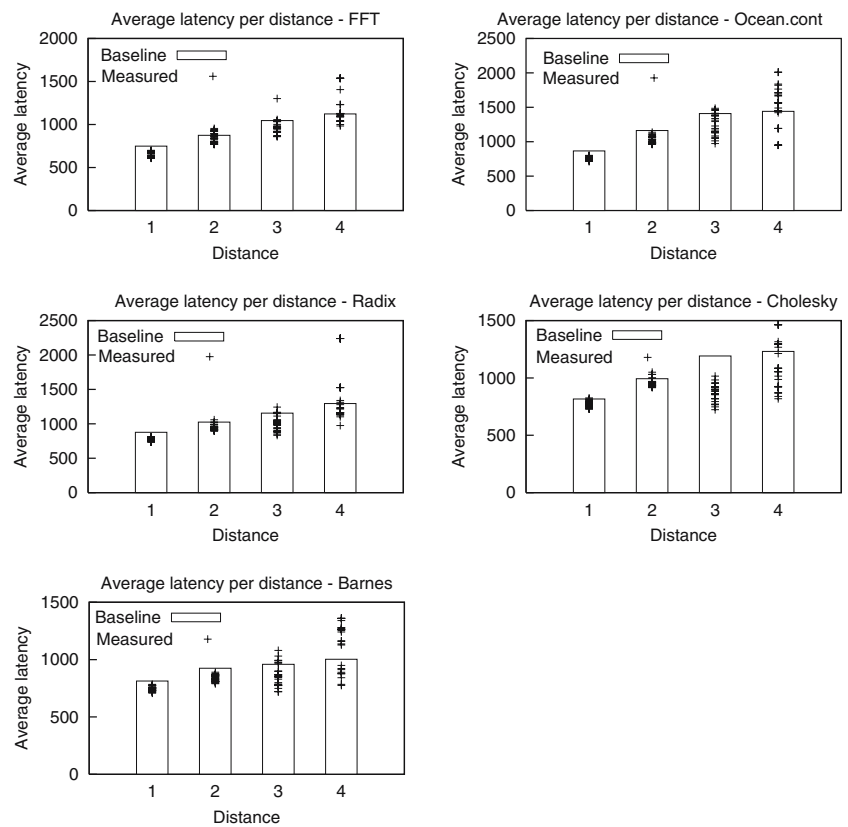 Average latency per distance - FFT
Baseline
Measured
Average latency
2000
1500
1000
500
0
1 2 3 4
Distance
Average latency per distance - Ocean.cont
Baseline
Measured
Average latency
2500
2000
1500
1000
500
0
1 2 3 4
Distance
Average latency per distance - Radix
Baseline
Measured
Average latency
2500
2000
1500
1000
500
0
1 2 3 4
Distance
Average latency per distance - Cholesky
Baseline
Measured
Average latency
1500
1000
500
0
1 2 3 4
Distance
Average latency per distance - Barnes
Baseline
Measured
Average latency
1500
1000
500
0
1 2 3 4
Distance